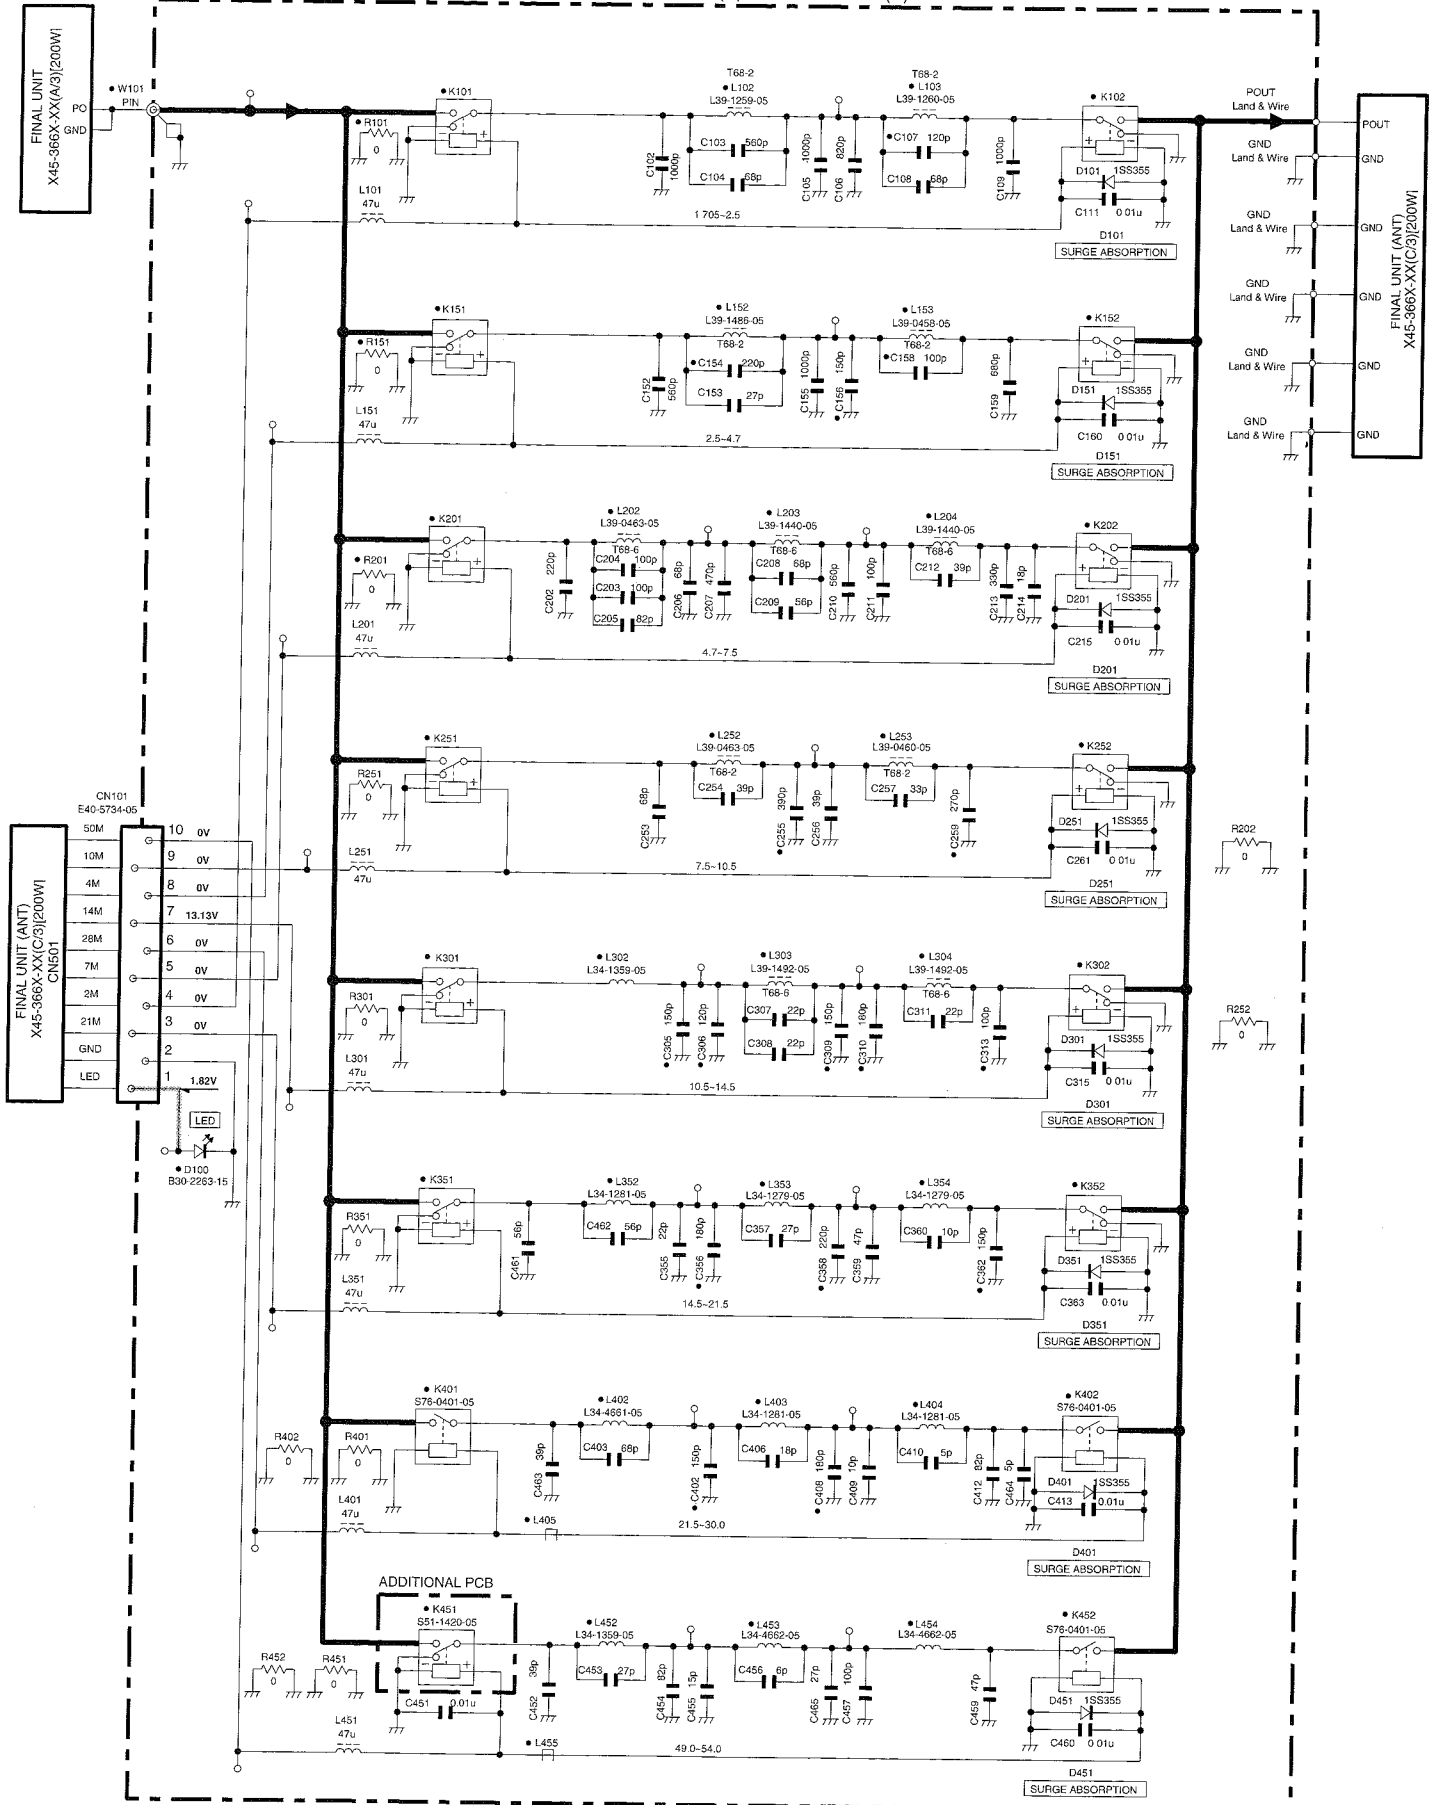 FINAL UNIT
X45-366X-XX(A/3)[200W]
PO
GND
W101
PIN
K101
R101
0
L101
47u
C102
1000p
T68-2
L102
L39-1259-05
C103 560p
C104 68p
C105 1000p
C106 820p
T68-2
L103
L39-1260-05
C107 120p
C108 68p
C109 1000p
K102
D101 1SS355
C111 0.01u
1 705~2.5
D101
SURGE ABSORPTION
POUT
Land & Wire
GND
Land & Wire
GND
Land & Wire
GND
Land & Wire
GND
Land & Wire
GND
Land & Wire
POUT
GND
GND
GND
GND
GND
FINAL UNIT (ANT)
X45-366X-XX(C/3)[200W]
K151
R151
0
L151
47u
C152
560p
L152
L39-1486-05
T68-2
C154 220p
C153 27p
C155 1000p
C156 150p
L153
L39-0458-05
T68-2
C158 100p
C159 680p
K152
D151 1SS355
C160 0 01u
2.5~4.7
D151
SURGE ABSORPTION
K201
R201
0
L201
47u
C202 220p
L202
L39-0463-05
T68-6
C204 100p
C203 100p
C205 82p
C206 68p
C207 470p
L203
L39-1440-05
T68-6
C208 68p
C209 56p
C210 560p
C211 100p
L204
L39-1440-05
T68-6
C212 39p
C213 330p
C214 18p
K202
D201 1SS355
C215 0 01u
4.7~7.5
D201
SURGE ABSORPTION
K251
R251
0
L251
47u
C253 68p
L252
L39-0463-05
T68-2
C254 39p
C255 390p
C256 39p
L253
L39-0460-05
T68-2
C257 33p
C259 270p
K252
D251 1SS355
C261 0 01u
7.5~10.5
D251
SURGE ABSORPTION
R202
0
R252
0
CN101
E40-5734-05
FINAL UNIT (ANT)
X45-366X-XX(C/3)[200W]
CN501
50M 10 0V
10M 9 0V
4M 8 0V
14M 7 13.13V
28M 6 0V
7M 5 0V
2M 4 0V
21M 3 0V
GND 2
LED 1 1.82V
LED
D100
B30-2263-15
K301
R301
0
L301
47u
L302
L34-1359-05
C305 150p
C306 120p
L303
L39-1492-05
T68-6
C307 22p
C308 22p
C309 150p
C310 160p
L304
L39-1492-05
T68-6
C311 22p
C313 100p
K302
D301 1SS355
C315 0 01u
10.5~14.5
D301
SURGE ABSORPTION
K351
R351
0
L351
47u
C461 56p
L352
L34-1281-05
C462 56p
C355 22p
C356 180p
L353
L34-1279-05
C357 27p
C358 220p
C359 47p
L354
L34-1279-05
C360 10p
C362 150p
K352
D351 1SS355
C363 0.01u
14.5~21.5
D351
SURGE ABSORPTION
K401
S76-0401-05
R402
0
R401
0
L401
47u
C463 39p
L402
L34-4661-05
C403 68p
C402 150p
L403
L34-1281-05
C406 18p
C408 180p
C409 10p
L404
L34-1281-05
C410 5p
C412 82p
C464 5p
K402
S76-0401-05
D401 1SS355
C413 0.01u
L405
21.5~30.0
D401
SURGE ABSORPTION
ADDITIONAL PCB
K451
S51-1420-05
R452
0
R451
0
C451 0.01u
L451
47u
C452 39p
L452
L34-1359-05
C453 27p
C454 82p
C455 15p
L453
L34-4662-05
C456 6p
C465 27p
C457 100p
L454
L34-4662-05
C459 47p
K452
S76-0401-05
D451 1SS355
C460 0 01u
L455
49.0~54.0
D451
SURGE ABSORPTION